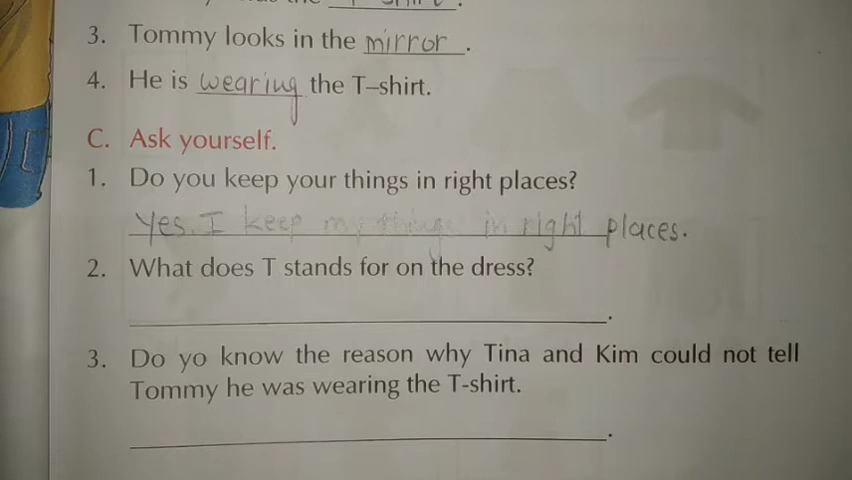 3. Tommy looks in the mirror.
4. He is wearing the T–shirt.
C. Ask yourself.
1. Do you keep your things in right places?
Yes. I keep my things in right places.
2. What does T stands for on the dress?
.
3. Do yo know the reason why Tina and Kim could not tell
Tommy he was wearing the T-shirt.
.